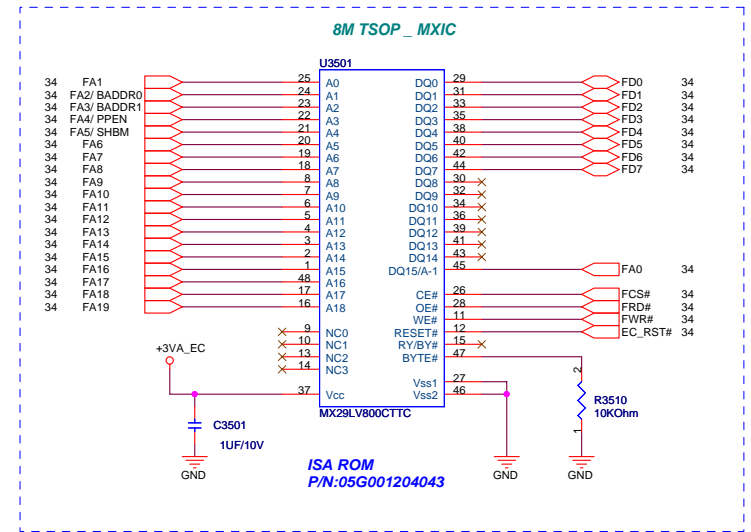 8M TSOP _ MXIC
U3501
34 FA1 25 A0 DQ0 29 FD0 34
34 FA2/ BADDR0 24 A1 DQ1 31 FD1 34
34 FA3/ BADDR1 23 A2 DQ2 33 FD2 34
34 FA4/ PPEN 22 A3 DQ3 35 FD3 34
34 FA5/ SHBM 21 A4 DQ4 38 FD4 34
34 FA6 20 A5 DQ5 40 FD5 34
34 FA7 19 A6 DQ6 42 FD6 34
34 FA8 18 A7 DQ7 44 FD7 34
34 FA9 8 A8 DQ8 30
34 FA10 7 A9 DQ9 32
34 FA11 6 A10 DQ10 34
34 FA12 5 A11 DQ11 36
34 FA13 4 A12 DQ12 39
34 FA14 3 A13 DQ13 41
34 FA15 2 A14 DQ14 43
34 FA16 1 A15 DQ15/A-1 45 FA0 34
34 FA17 48 A16
34 FA18 17 A17 CE# 26 FCS# 34
34 FA19 16 A18 OE# 28 FRD# 34
WE# 11 FWR# 34
9 NC0 RESET# 12 EC_RST# 34
10 NC1 RY/BY# 15
13 NC2 BYTE# 47
14 NC3
+3VA_EC
Vss1 27
37 Vcc Vss2 46
2
R3510
10KOhm
1
MX29LV800CTTC
C3501
1UF/10V
GND
GND
GND
ISA ROM
P/N:05G001204043